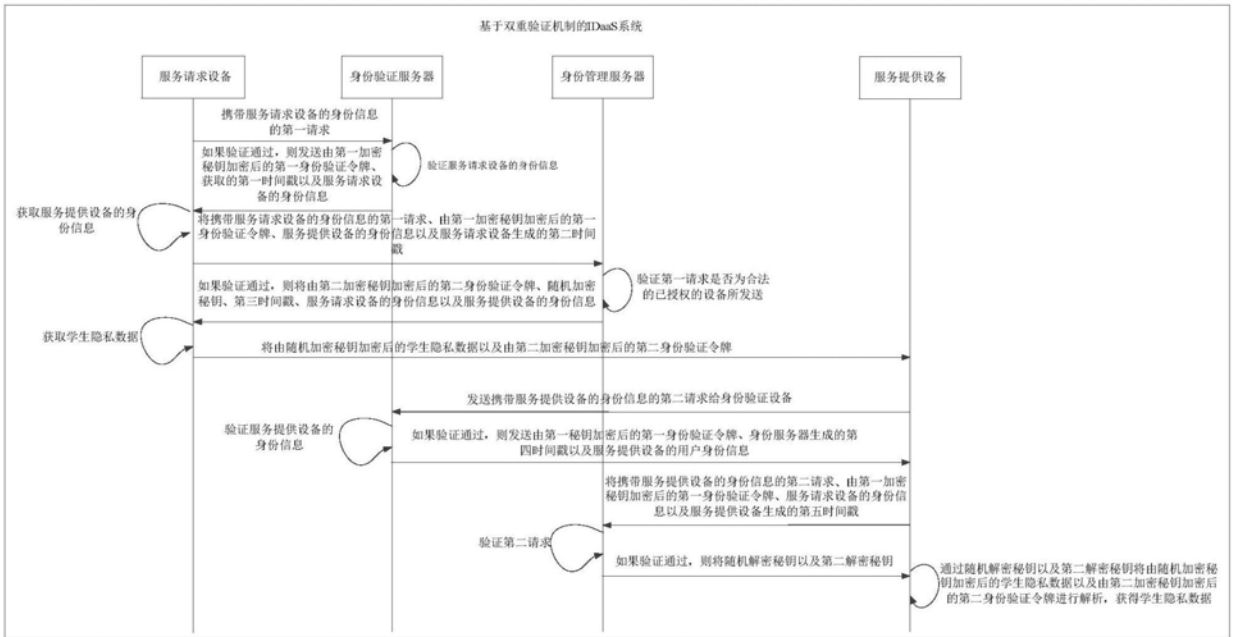 基于双重验证机制的IDaaS系统
服务请求设备
身份验证服务器
身份管理服务器
服务提供设备
携带服务请求设备的身份信息
的第一请求
如果验证通过，则发送由第一加密
秘钥加密后的第一身份验证令牌、
获取的第一时间戳以及服务请求设
备的身份信息
验证服务请求设备的身份信息
获取服务提供设备的身
份信息
将携带服务请求设备的身份信息的第一请求、由第一加密秘钥加密后的第一
身份验证令牌、服务提供设备的身份信息以及服务请求设备生成的第二时间
戳
验证第一请求是否为合法
的已授权的设备所发送
如果验证通过，则将由第二加密秘钥加密后的第二身份验证令牌、随机加密
秘钥、第三时间戳、服务请求设备的身份信息以及服务提供设备的身份信息
获取学生隐私数据
将由随机加密秘钥加密后的学生隐私数据以及由第二加密秘钥加密后的第二身份验证令牌
发送携带服务提供设备的身份信息的第二请求给身份验证设备
验证服务提供设备的
身份信息
如果验证通过，则发送由第一秘钥加密后的第一身份验证令牌、身份服务器生成的第
四时间戳以及服务提供设备的用户身份信息
将携带服务提供设备的身份信息的第二请求、由第一加密
秘钥加密后的第一身份验证令牌、服务请求设备的身份信
息以及服务提供设备生成的第五时间戳
验证第二请求
如果验证通过，则将随机解密秘钥以及第二解密秘钥
通过随机解密秘钥以及第二解密秘钥将由随机加密秘
钥加密后的学生隐私数据以及由第二加密秘钥加密后
的第二身份验证令牌进行解析，获得学生隐私数据